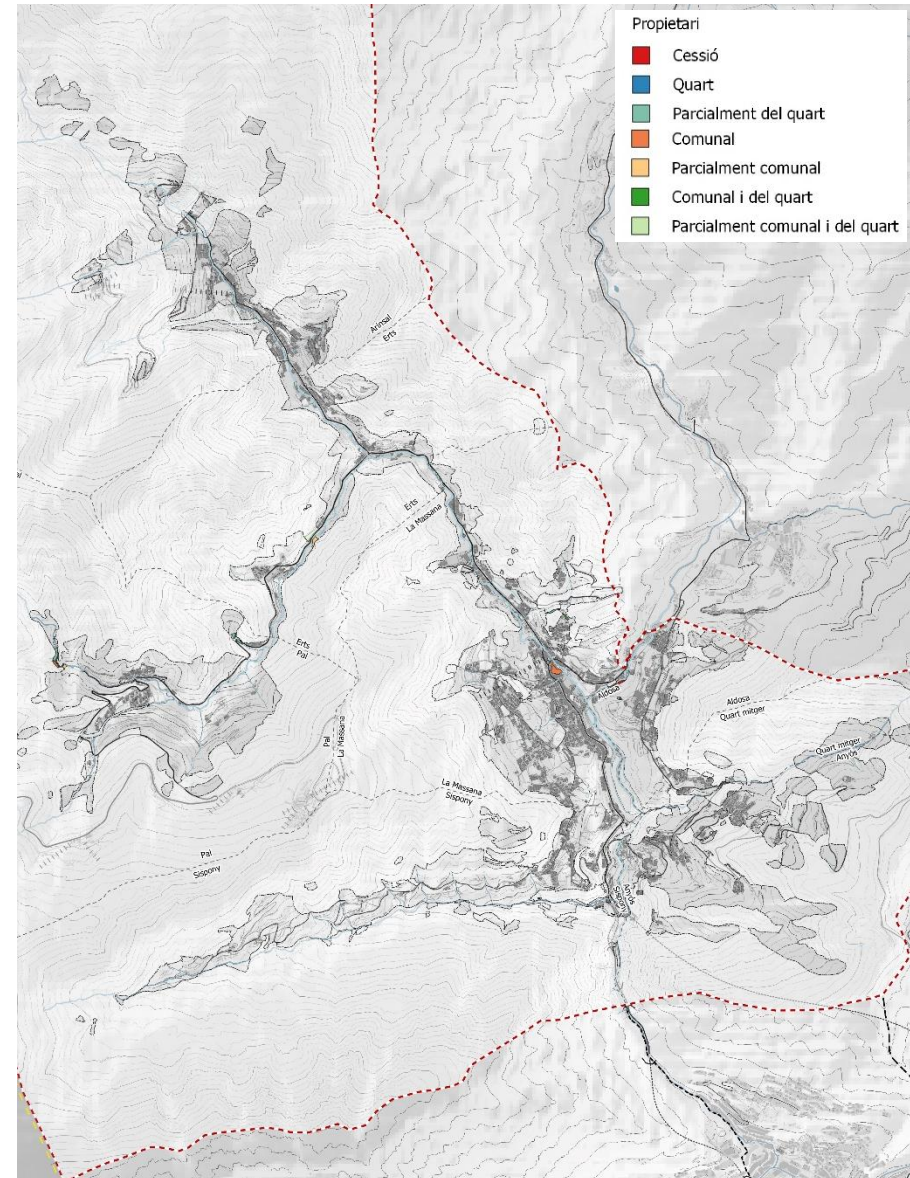 Propietari
Cessió
Quart
Parcialment del quart
Comunal
Parcialment comunal
Comunal i del quart
Parcialment comunal i del quart
Arinsal
Erts
Erts
La Massana
Erts
Pal
Pal
La Massana
Aldosa
Aldosa
Quart mitger
Quart mitger
Anyós
La Massana
Sispony
Pal
Sispony
Anyós
Sispony